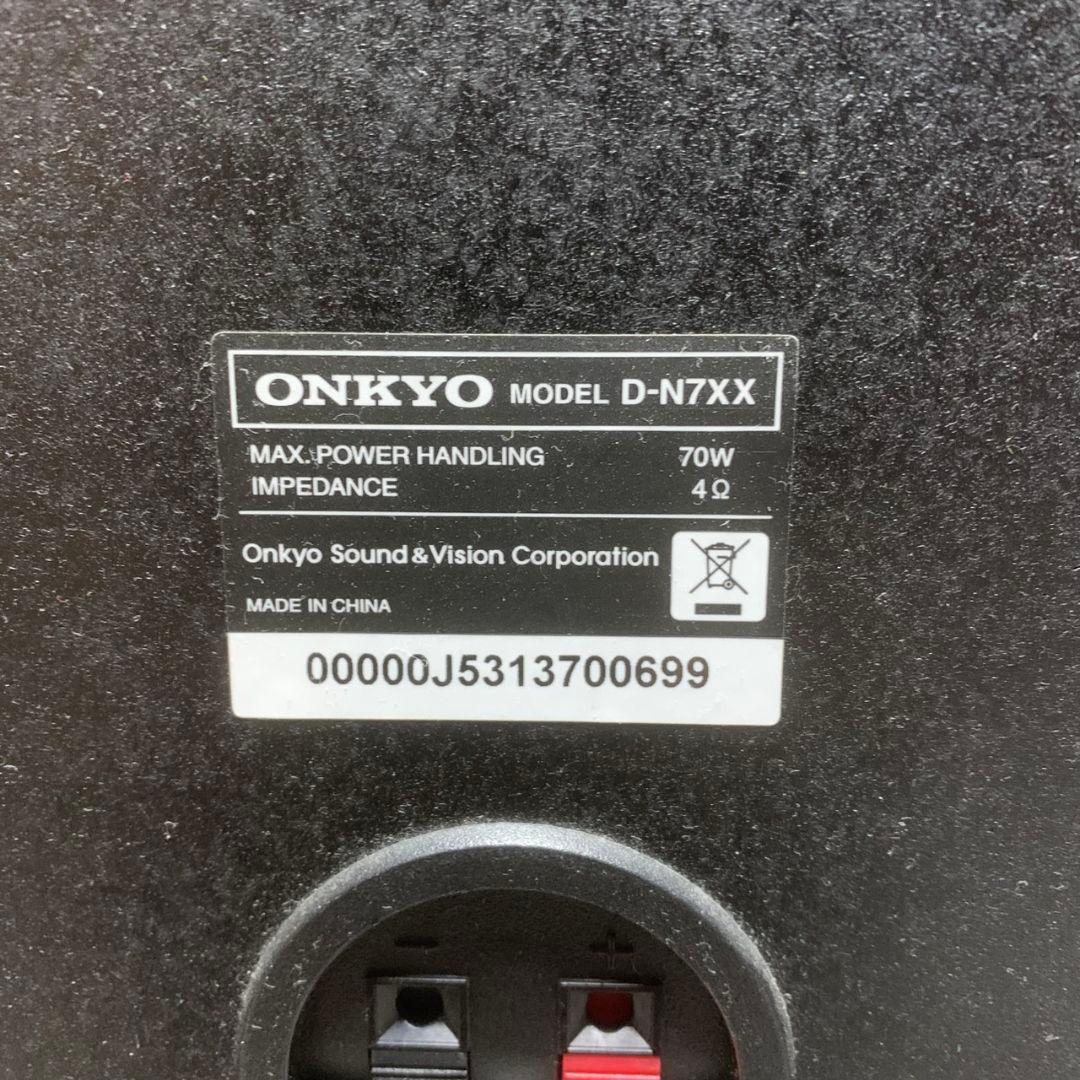 ONKYO MODEL D-N7XX
MAX. POWER HANDLING 70W
IMPEDANCE 4Ω
Onkyo Sound&Vision Corporation
MADE IN CHINA
00000J5313700699
- +